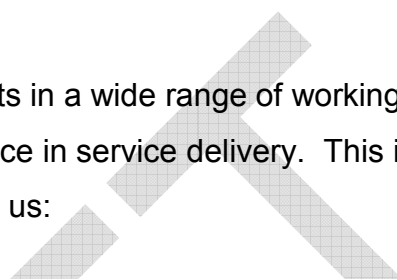 ts in a wide range of working
ce in service delivery.  This i
us: